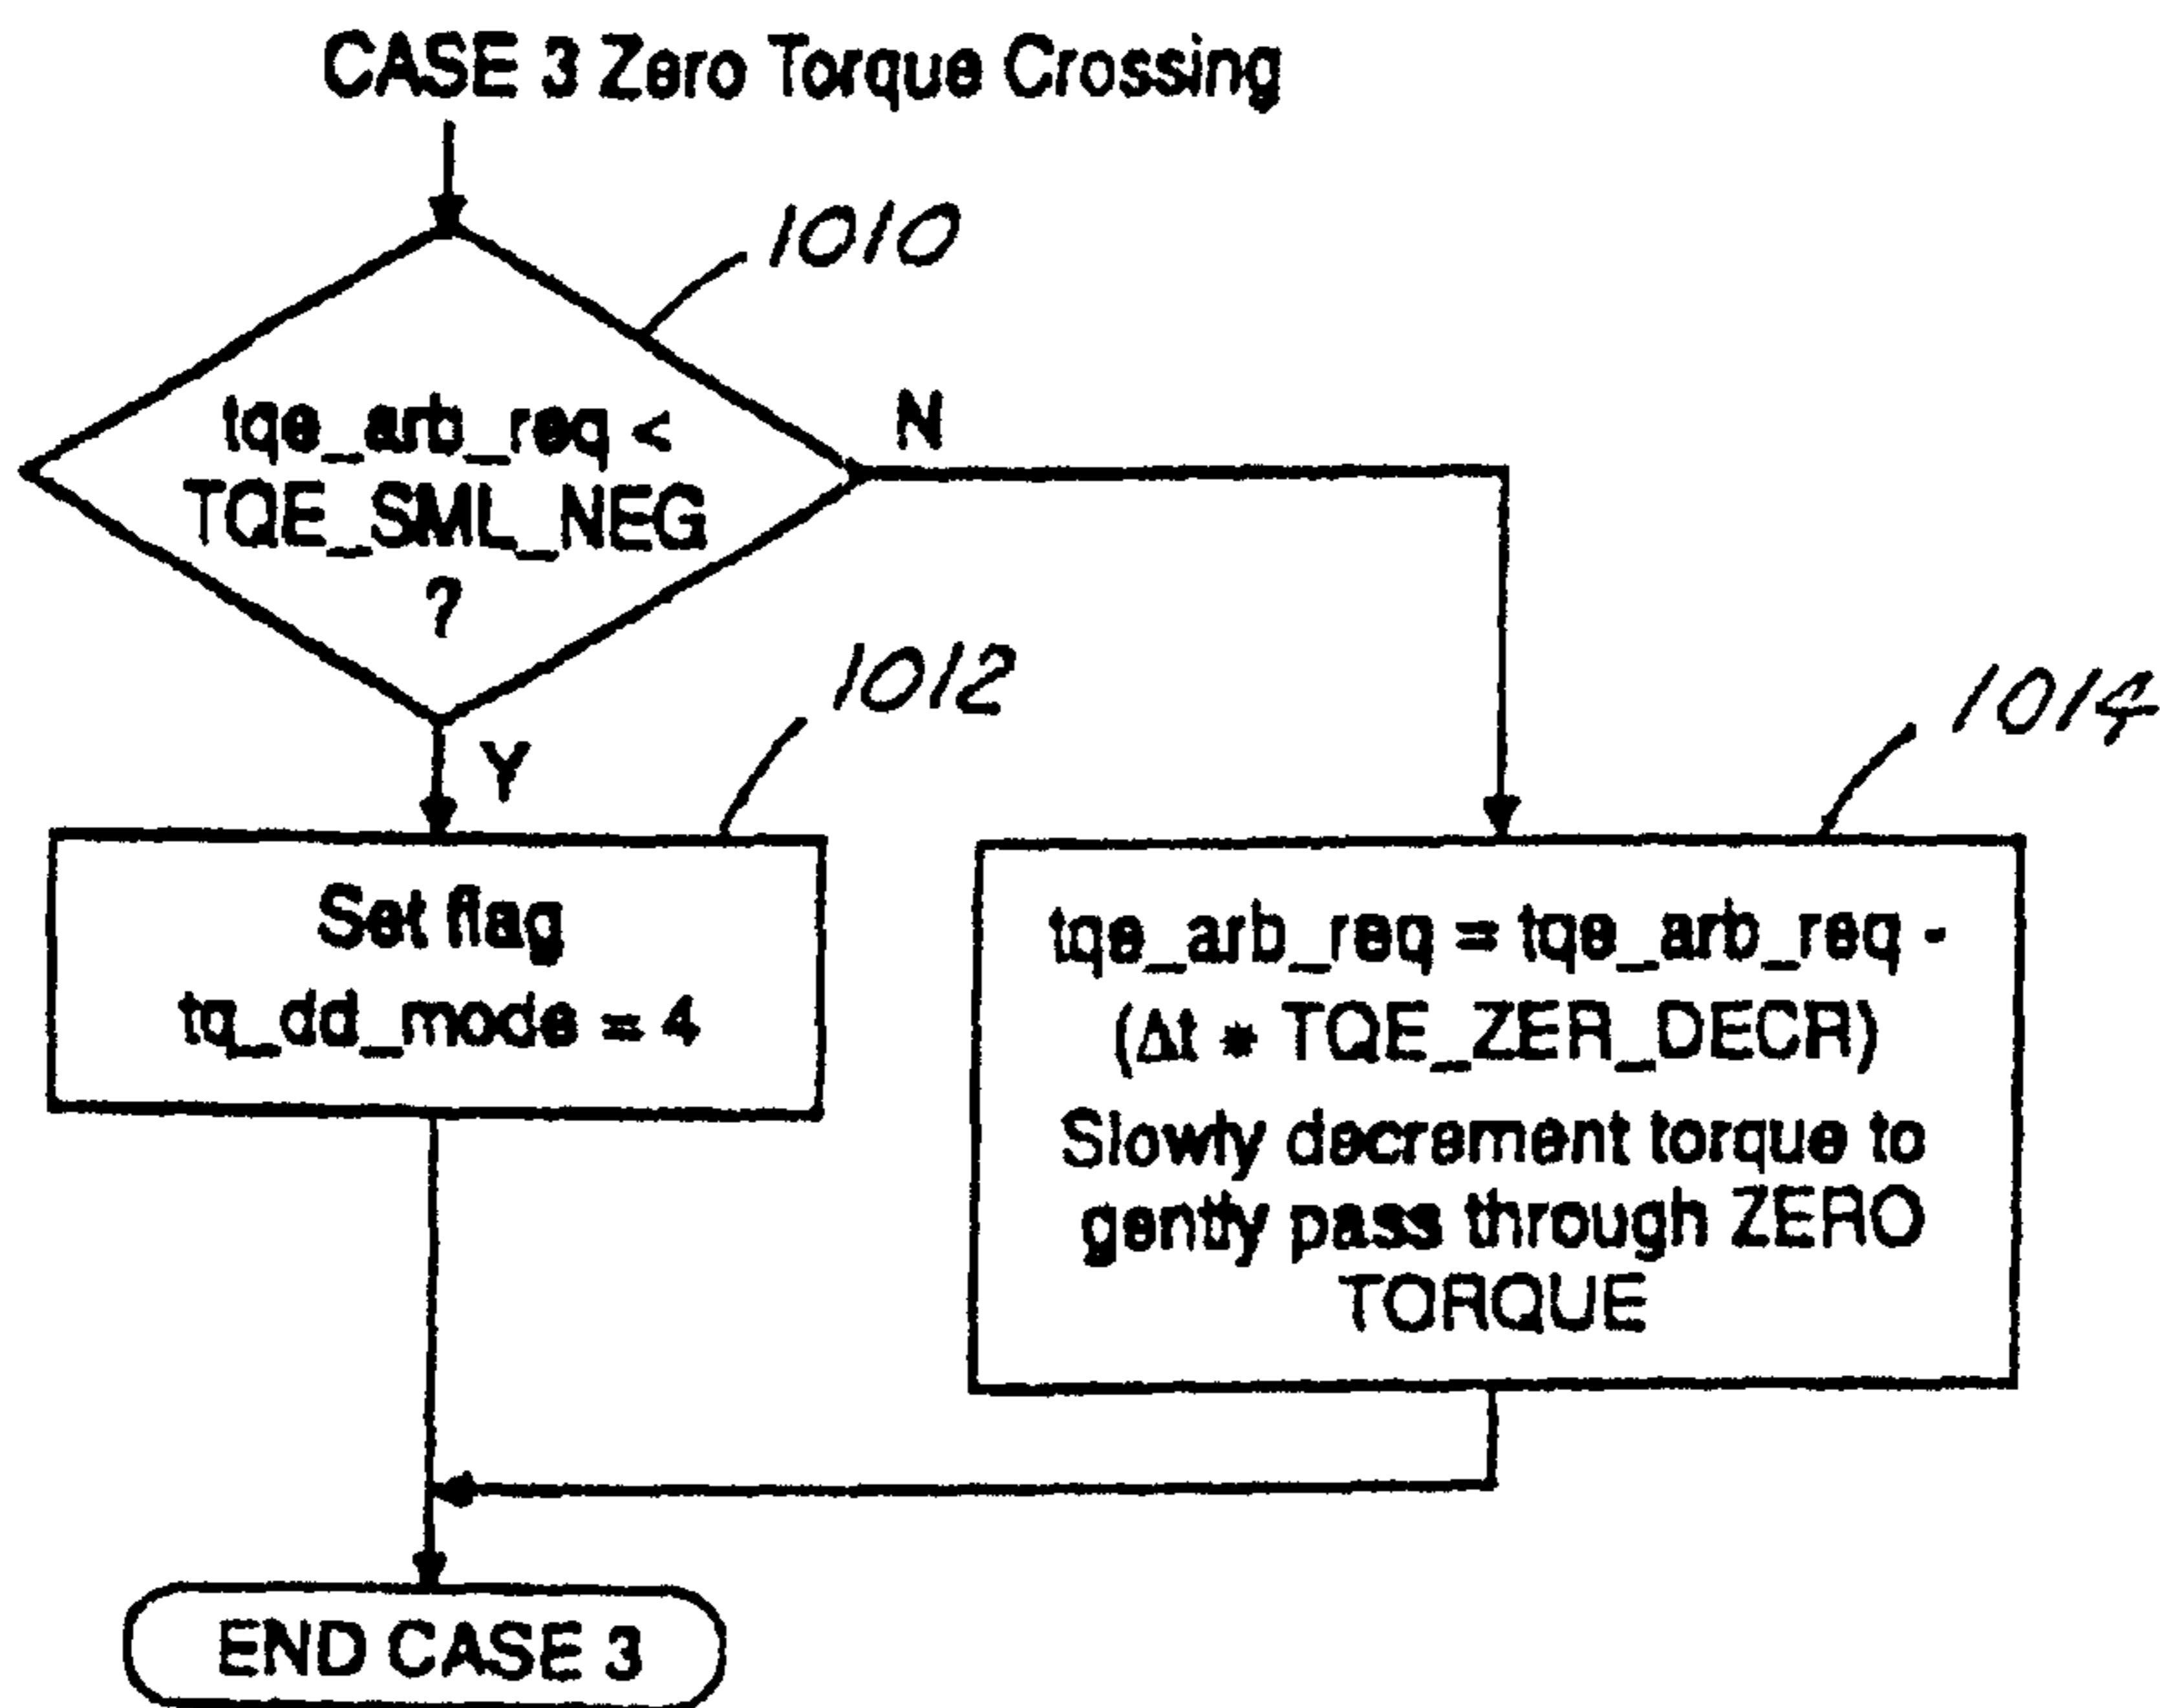 CASE 3 Zero Torque Crossing
1010
tqe_arb_req <
TQE_SML_NEG
?
N
Y
1012
Set flag
tq_dd_mode = 4
1014
tqe_arb_req = tqe_arb_req -
(Δt * TQE_ZER_DECR)
Slowly decrement torque to
gently pass through ZERO
TORQUE
END CASE 3